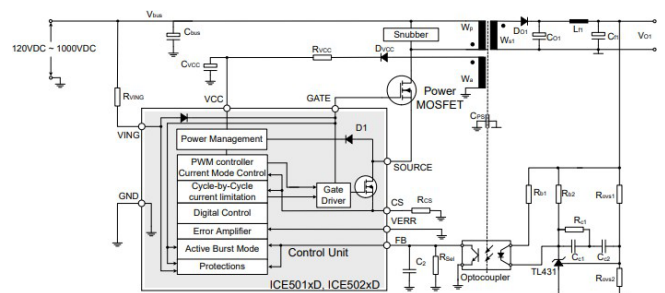 Vbus
Snubber
Wp
DO1
Lf1
VO1
120VDC ~ 1000VDC
Cbus
RVCC
DVCC
Ws1
CO1
Cf1
CVCC
Wa
RVING
VCC
GATE
Power
MOSFET
CPS
VING
Power Management
D1
SOURCE
PWM controller
Current Mode Control
Cycle-by-Cycle
current limitation
Gate
Driver
CS
RCS
Rb1
Rb2
Rovs1
GND
Digital Control
VERR
Rc1
Error Amplifier
FB
Active Burst Mode
Control Unit
Protections
C2
RSel
Optocoupler
Cc1
Cc2
TL431
Rovs2
ICE501xD, ICE502xD